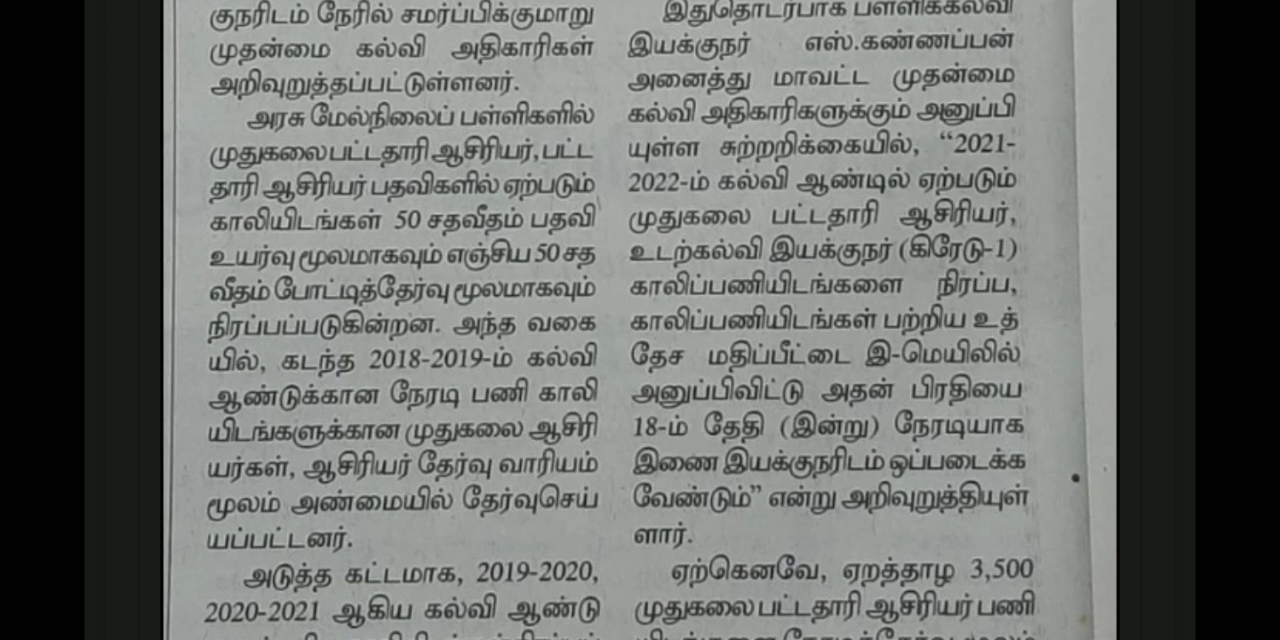 குநரிடம் நேரில் சமர்ப்பிக்குமாறு
முதன்மை கல்வி அதிகாரிகள்
அறிவுறுத்தப்பட்டுள்ளனர்.
அரசு மேல்நிலைப் பள்ளிகளில்
முதுகலை பட்டதாரி ஆசிரியர், பட்ட
தாரி ஆசிரியர் பதவிகளில் ஏற்படும்
காலியிடங்கள் 50 சதவீதம் பதவி
உயர்வு மூலமாகவும் எஞ்சிய 50 சத
வீதம் போட்டித்தேர்வு மூலமாகவும்
நிரப்பப்படுகின்றன. அந்த வகை
யில், கடந்த 2018-2019-ம் கல்வி
ஆண்டுக்கான நேரடி பணி காலி
யிடங்களுக்கான முதுகலை ஆசிரி
யர்கள், ஆசிரியர் தேர்வு வாரியம்
மூலம் அண்மையில் தேர்வுசெய்
யப்பட்டனர்.
அடுத்த கட்டமாக, 2019-2020,
2020-2021 ஆகிய கல்வி ஆண்டு
இதுதொடர்பாக பள்ளிக்கல்வி
இயக்குநர் எஸ்.கண்ணப்பன்
அனைத்து மாவட்ட முதன்மை
கல்வி அதிகாரிகளுக்கும் அனுப்பி
யுள்ள சுற்றறிக்கையில், “2021-
2022-ம் கல்வி ஆண்டில் ஏற்படும்
முதுகலை பட்டதாரி ஆசிரியர்,
உடற்கல்வி இயக்குநர் (கிரேடு-1)
காலிப்பணியிடங்களை நிரப்ப,
காலிப்பணியிடங்கள் பற்றிய உத்
தேச மதிப்பீட்டை இ-மெயிலில்
அனுப்பிவிட்டு அதன் பிரதியை
18-ம் தேதி (இன்று) நேரடியாக
இணை இயக்குநரிடம் ஒப்படைக்க
வேண்டும்” என்று அறிவுறுத்தியுள்
ளார்.
ஏற்கெனவே, ஏறத்தாழ 3,500
முதுகலை பட்டதாரி ஆசிரியர் பணி